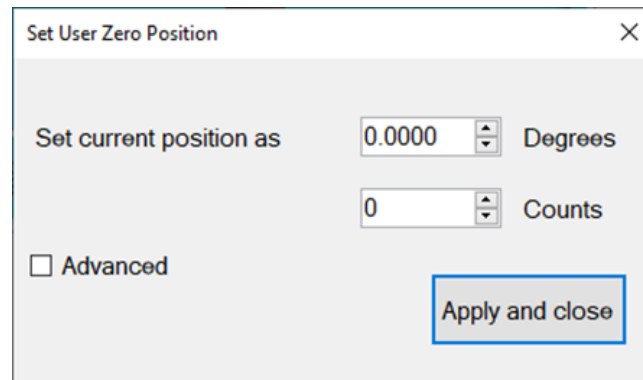 Set User Zero Position
Set current position as 0.0000 Degrees
0 Counts
Advanced
Apply and close